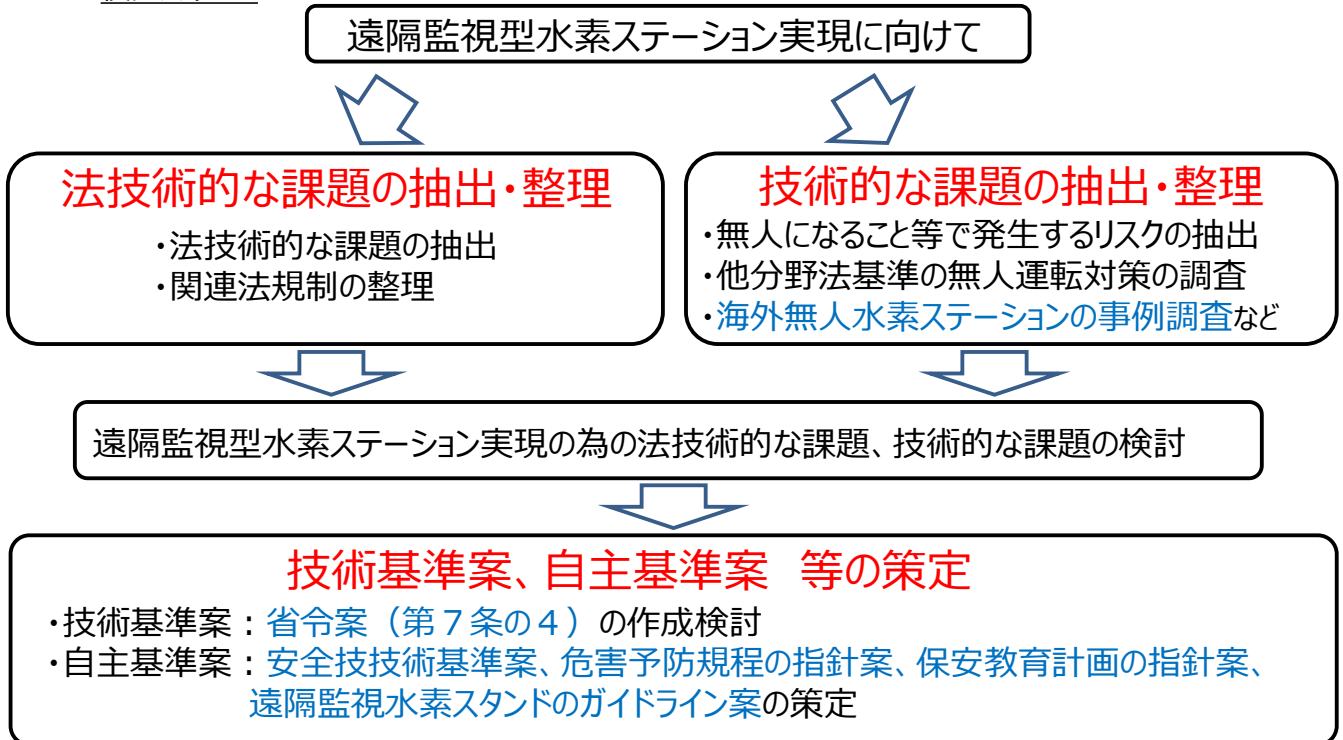 遠隔監視型水素ステーション実現に向けて
法技術的な課題の抽出・整理
・法技術的な課題の抽出
・関連法規制の整理
技術的な課題の抽出・整理
・無人になること等で発生するリスクの抽出
・他分野法基準の無人運転対策の調査
・海外無人水素ステーションの事例調査など
遠隔監視型水素ステーション実現の為の法技術的な課題、技術的な課題の検討
技術基準案、自主基準案　等の策定
・技術基準案：省令案（第７条の４）の作成検討
・自主基準案：安全技技術基準案、危害予防規程の指針案、保安教育計画の指針案、
遠隔監視水素スタンドのガイドライン案の策定